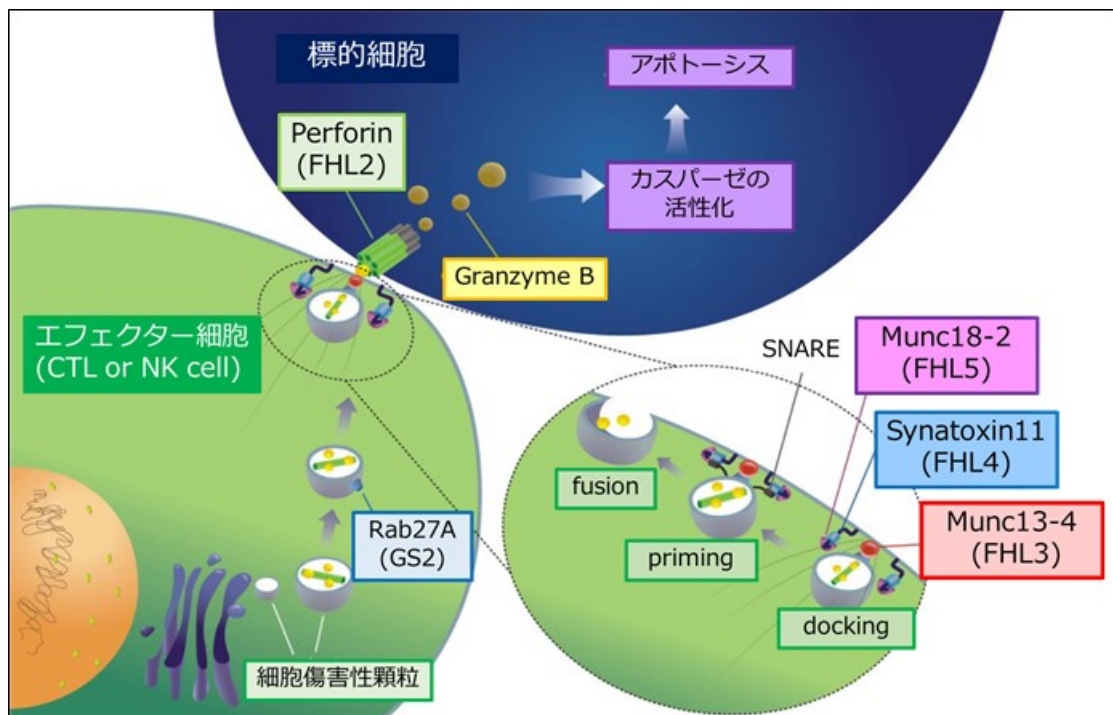 標的細胞
アポトーシス
Perforin
(FHL2)
カスパーゼの
活性化
Granzyme B
エフェクター細胞
(CTL or NK cell)
SNARE
Munc18-2
(FHL5)
Synatoxin11
(FHL4)
fusion
Rab27A
(GS2)
priming
Munc13-4
(FHL3)
docking
細胞傷害性顆粒